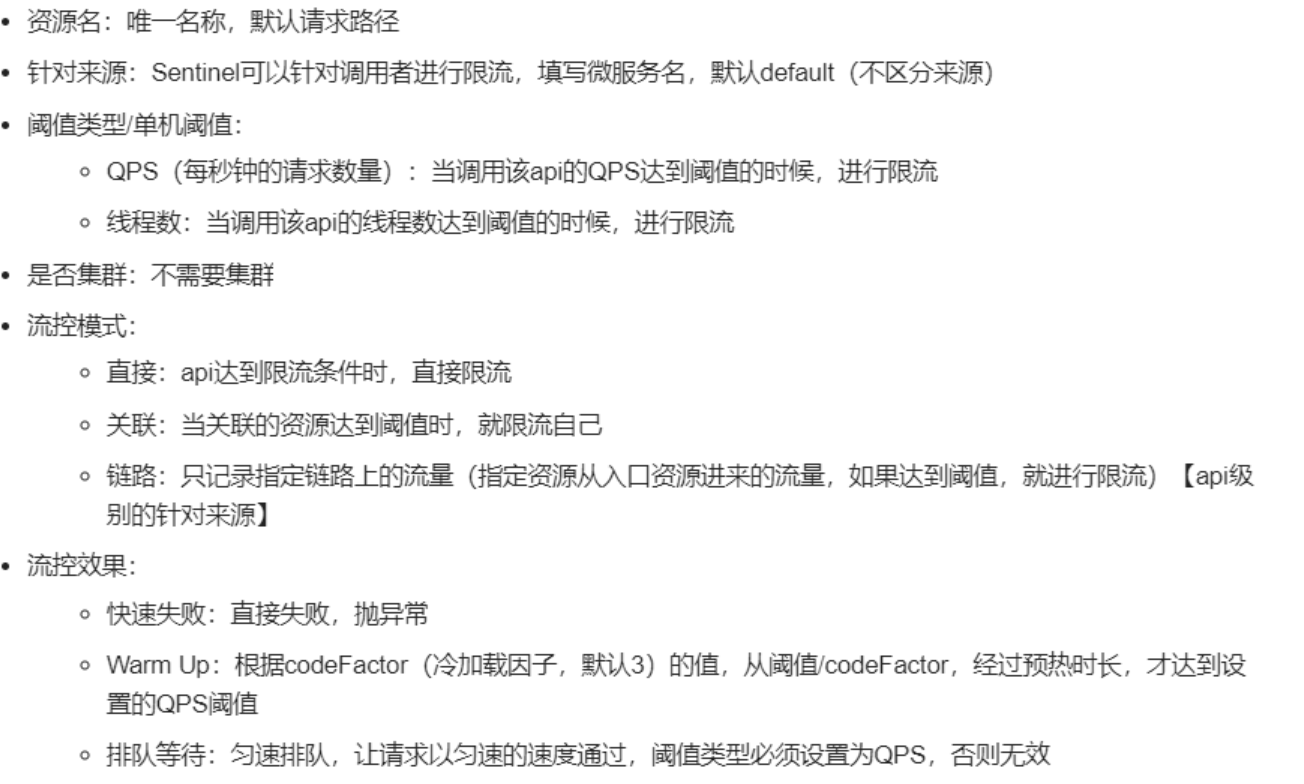 • 资源名：唯一名称，默认请求路径
• 针对来源：Sentinel可以针对调用者进行限流，填写微服务名，默认default（不区分来源）
• 阈值类型/单机阈值：
◦ QPS（每秒钟的请求数量）：当调用该api的QPS达到阈值的时候，进行限流
◦ 线程数：当调用该api的线程数达到阈值的时候，进行限流
• 是否集群：不需要集群
• 流控模式：
◦ 直接：api达到限流条件时，直接限流
◦ 关联：当关联的资源达到阈值时，就限流自己
◦ 链路：只记录指定链路上的流量（指定资源从入口资源进来的流量，如果达到阈值，就进行限流）【api级
别的针对来源】
• 流控效果：
◦ 快速失败：直接失败，抛异常
◦ Warm Up：根据codeFactor（冷加载因子，默认3）的值，从阈值/codeFactor，经过预热时长，才达到设
置的QPS阈值
◦ 排队等待：匀速排队，让请求以匀速的速度通过，阈值类型必须设置为QPS，否则无效